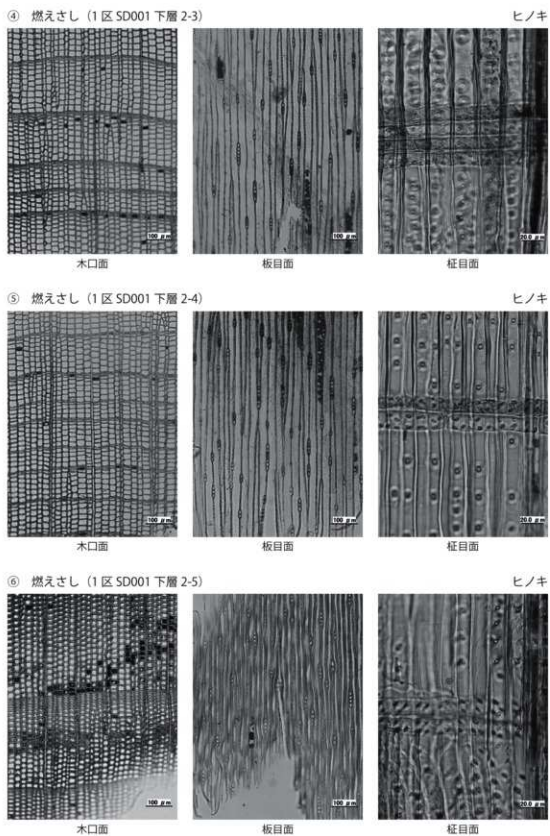 ④ 燃えさし（1 区 SD001 下層 2-3） ヒノキ
100 μm 100 μm 20.0 μm
木口面 板目面 柾目面
⑤ 燃えさし（1 区 SD001 下層 2-4） ヒノキ
100 μm 100 μm 20.0 μm
木口面 板目面 柾目面
⑥ 燃えさし（1 区 SD001 下層 2-5） ヒノキ
100 μm 100 μm 20.0 μm
木口面 板目面 柾目面